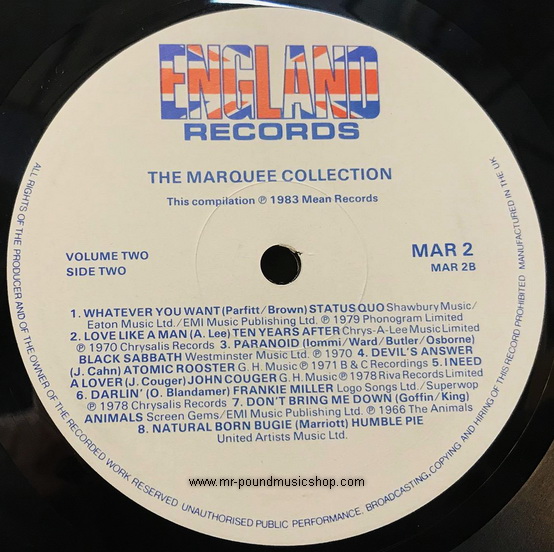 ENGLAND
RECORDS
THE MARQUEE COLLECTION
This compilation ℗ 1983 Mean Records
VOLUME TWO
SIDE TWO
MAR 2
MAR 2B
1. WHATEVER YOU WANT (Parfitt/Brown) STATUS QUO Shawbury Music/
Eaton Music Ltd./EMI Music Publishing Ltd. ℗ 1979 Phonogram Limited
2. LOVE LIKE A MAN (A. Lee) TEN YEARS AFTER Chrys-A-Lee Music Limited
℗ 1970 Chrysalis Records 3. PARANOID (Iommi/Ward/Butler/Osborne)
BLACK SABBATH Westminster Music Ltd. ℗ 1970 4. DEVIL'S ANSWER
(J. Cahn) ATOMIC ROOSTER G. H. Music ℗ 1971 B & C Recordings 5. I NEED
A LOVER (J. Couger) JOHN COUGER G. H. Music ℗ 1978 Riva Records Limited
6. DARLIN' (O. Blandamer) FRANKIE MILLER Logo Songs Ltd./Superwop
℗ 1978 Chrysalis Records 7. DON'T BRING ME DOWN (Goffin/King)
ANIMALS Screen Gems/EMI Music Publishing Ltd. ℗ 1966 The Animals
8. NATURAL BORN BUGIE (Marriott) HUMBLE PIE
United Artists Music Ltd.
ALL RIGHTS OF THE PRODUCER AND OF THE OWNER OF THE RECORDED WORK RESERVED UNAUTHORISED PUBLIC PERFORMANCE, BROADCASTING, COPYING AND HIRING OF THIS RECORD PROHIBITED MANUFACTURED IN THE UK
www.mr-poundmusicshop.com